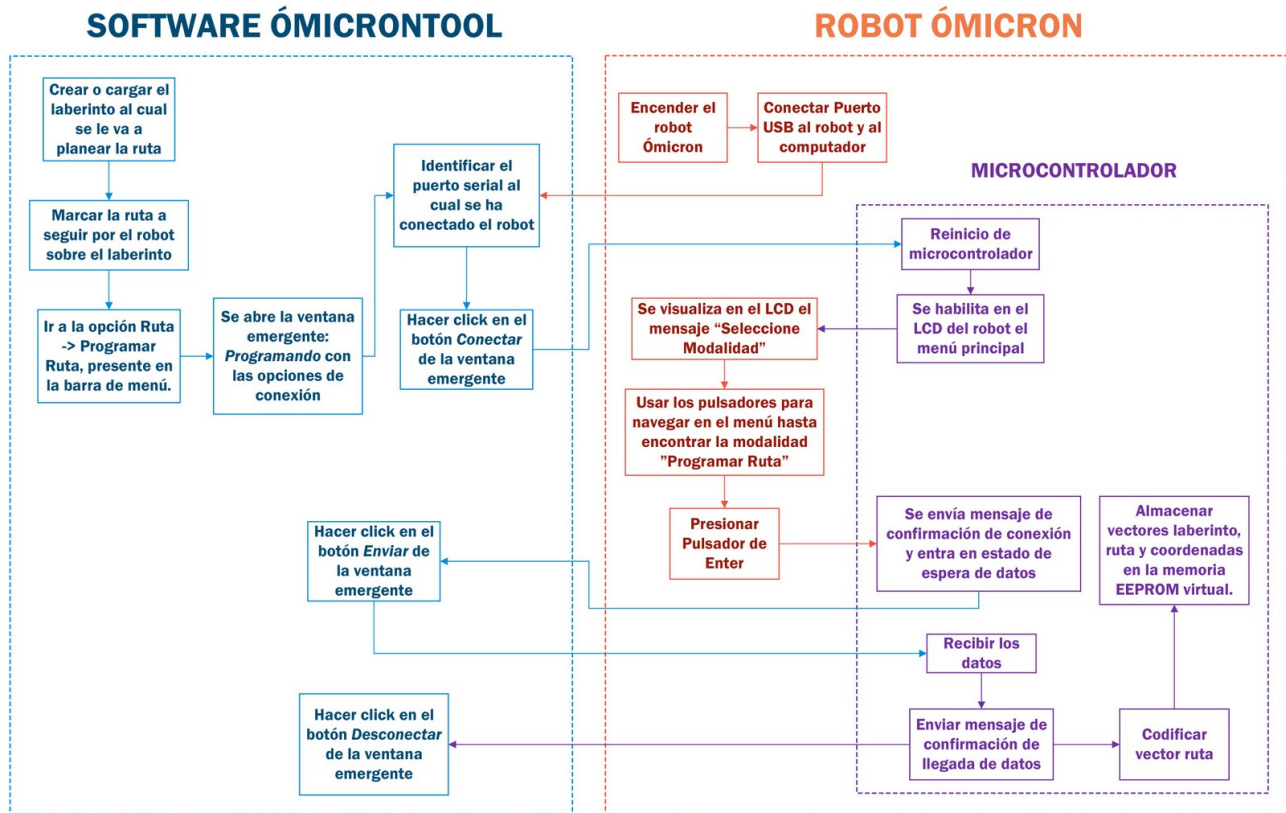 SOFTWARE ÓMICRONTOOL
Crear o cargar el
laberinto al cual
se le va a
planear la ruta
Marcar la ruta a
seguir por el robot
sobre el laberinto
Ir a la opción Ruta
-> Programar
Ruta, presente en
la barra de menú.
Se abre la ventana
emergente:
Programando con
las opciones de
conexión
Identificar el
puerto serial al
cual se ha
conectado el robot
Hacer click en el
botón Conectar
de la ventana
emergente
Hacer click en el
botón Enviar de
la ventana
emergente
Hacer click en el
botón Desconectar
de la ventana
emergente
ROBOT ÓMICRON
Encender el
robot
Ómicron
Conectar Puerto
USB al robot y al
computador
Se visualiza en el LCD el
mensaje “Seleccione
Modalidad”
Usar los pulsadores para
navegar en el menú hasta
encontrar la modalidad
”Programar Ruta”
Presionar
Pulsador de
Enter
MICROCONTROLADOR
Reinicio de
microcontrolador
Se habilita en el
LCD del robot el
menú principal
Se envía mensaje de
confirmación de conexión
y entra en estado de
espera de datos
Almacenar
vectores laberinto,
ruta y coordenadas
en la memoria
EEPROM virtual.
Recibir los
datos
Enviar mensaje de
confirmación de
llegada de datos
Codificar
vector ruta